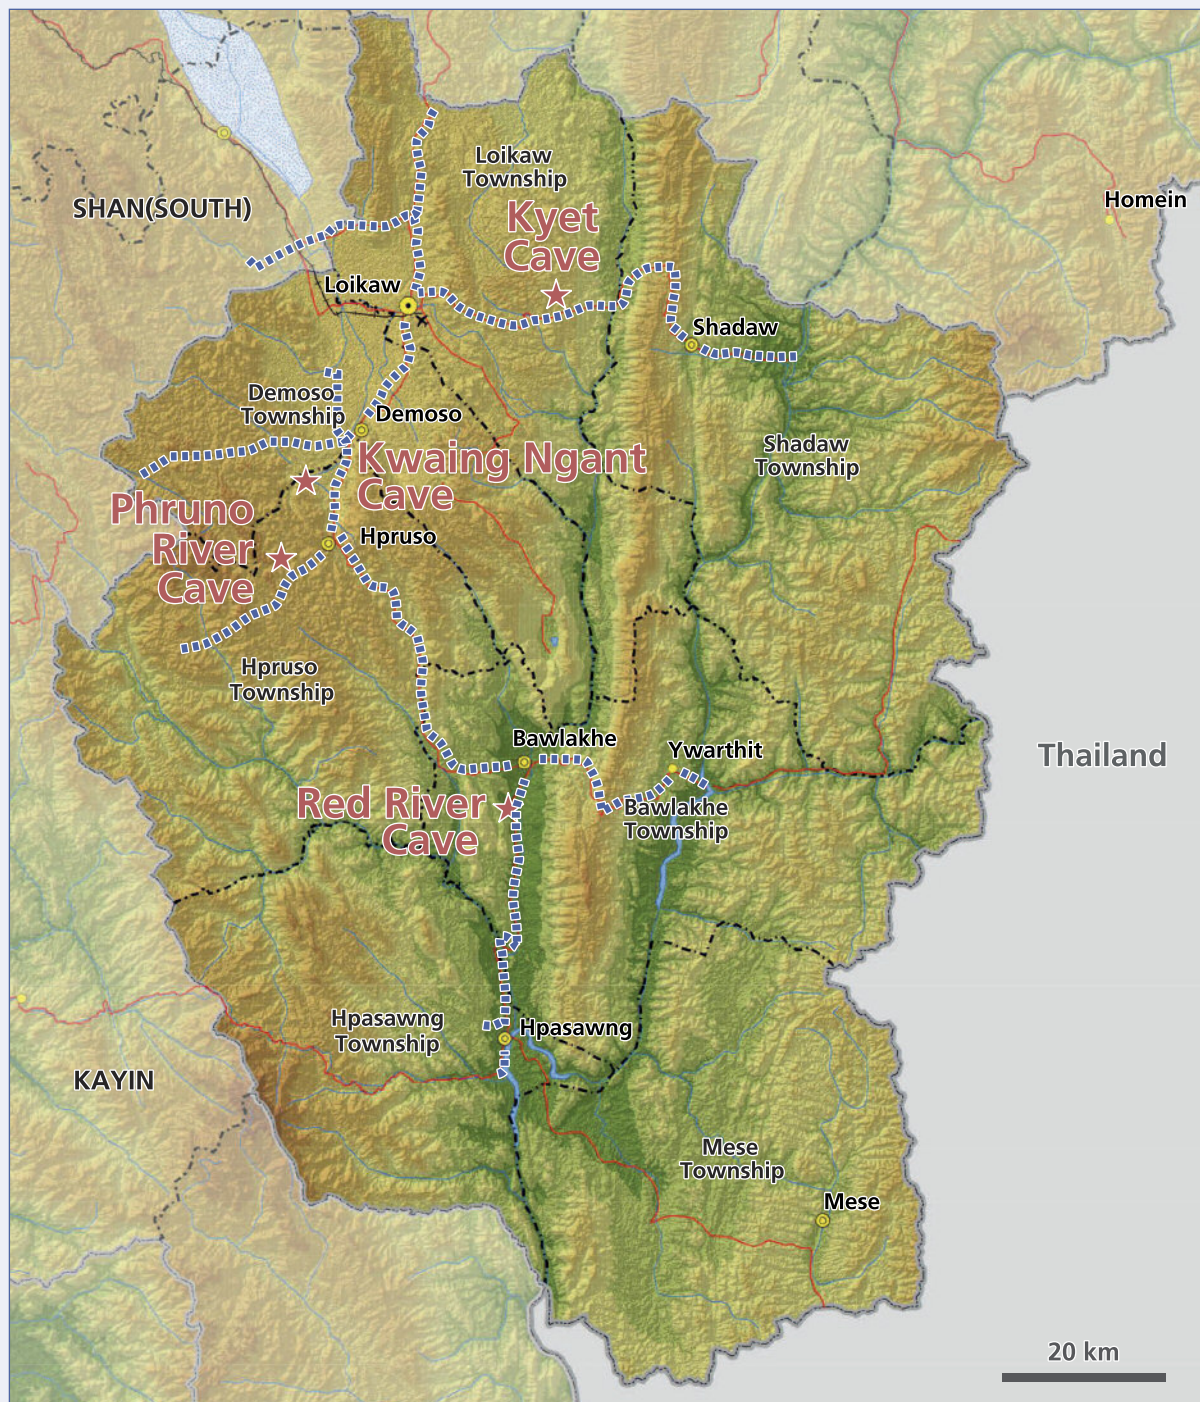 Loikaw
Township
SHAN(SOUTH)
Homein
Kyet
Cave
Loikaw
Shadaw
Demoso
Township
Demoso
Shadaw
Township
Kwaing Ngant
Cave
Phruno
River
Cave
Hpruso
Hpruso
Township
Bawlakhe
Ywarthit
Thailand
Red River
Cave
Bawlakhe
Township
Hpasawng
Township
Hpasawng
KAYIN
Mese
Township
Mese
20 km